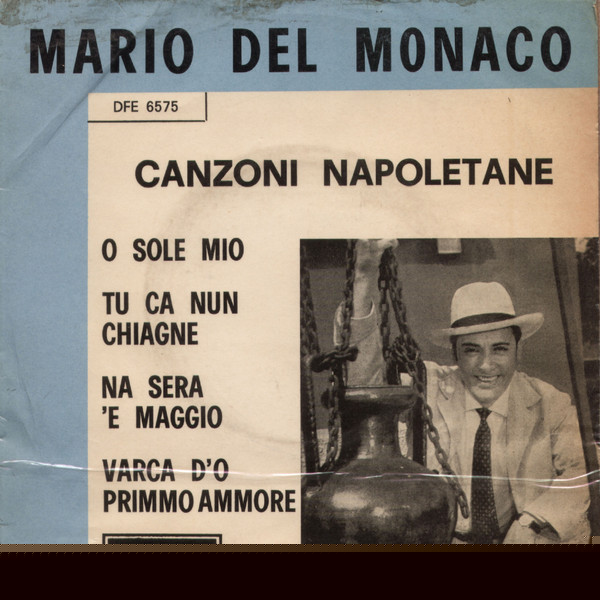 MARIO DEL MONACO
DFE 6575
CANZONI NAPOLETANE
O SOLE MIO
TU CA NUN
CHIAGNE
NA SERA
'E MAGGIO
VARCA D'O
PRIMMO AMMORE